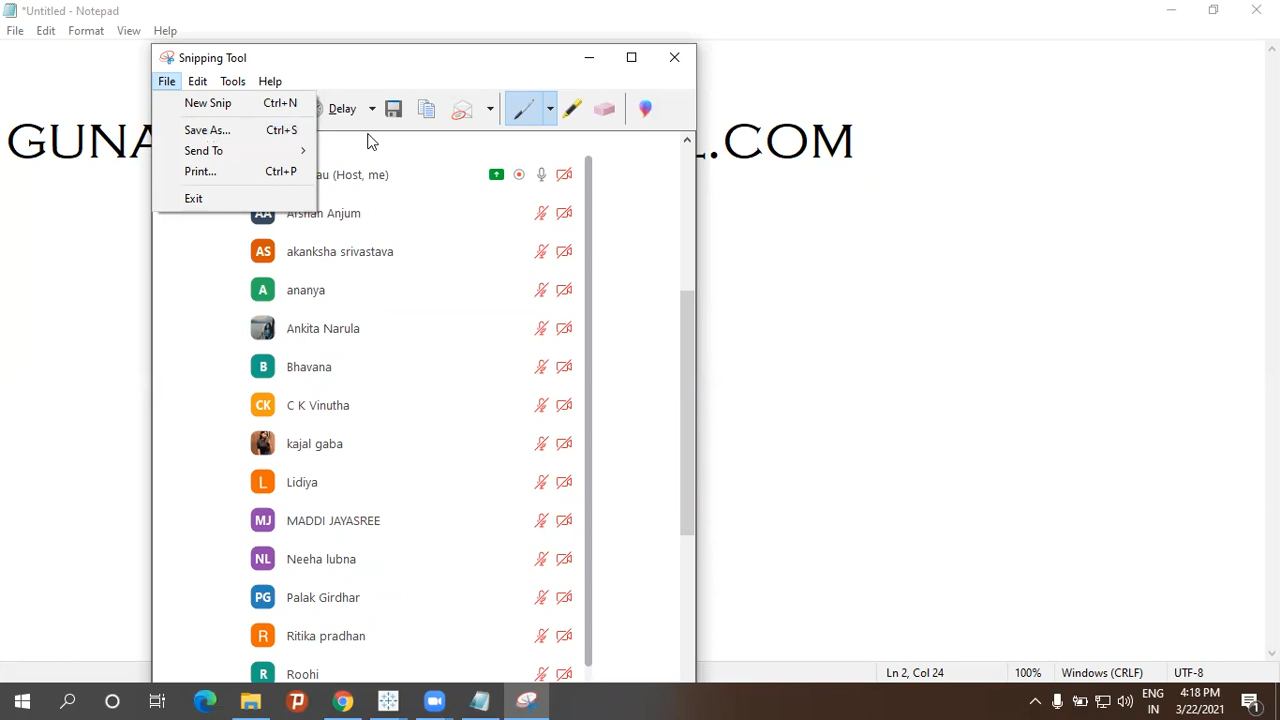 *Untitled - Notepad
File Edit Format View Help
Snipping Tool
File Edit Tools Help
New Snip Ctrl+N
Delay
Save As... Ctrl+S
Send To
Print... Ctrl+P
Exit
GUNA
L.COM
au (Host, me)
AA Arshan Anjum
AS akanksha srivastava
A ananya
Ankita Narula
B Bhavana
CK C K Vinutha
kajal gaba
L Lidiya
MJ MADDI JAYASREE
NL Neeha lubna
PG Palak Girdhar
R Ritika pradhan
R Roohi
Ln 2, Col 24 100% Windows (CRLF) UTF-8
ENG
IN
4:18 PM
3/22/2021
1